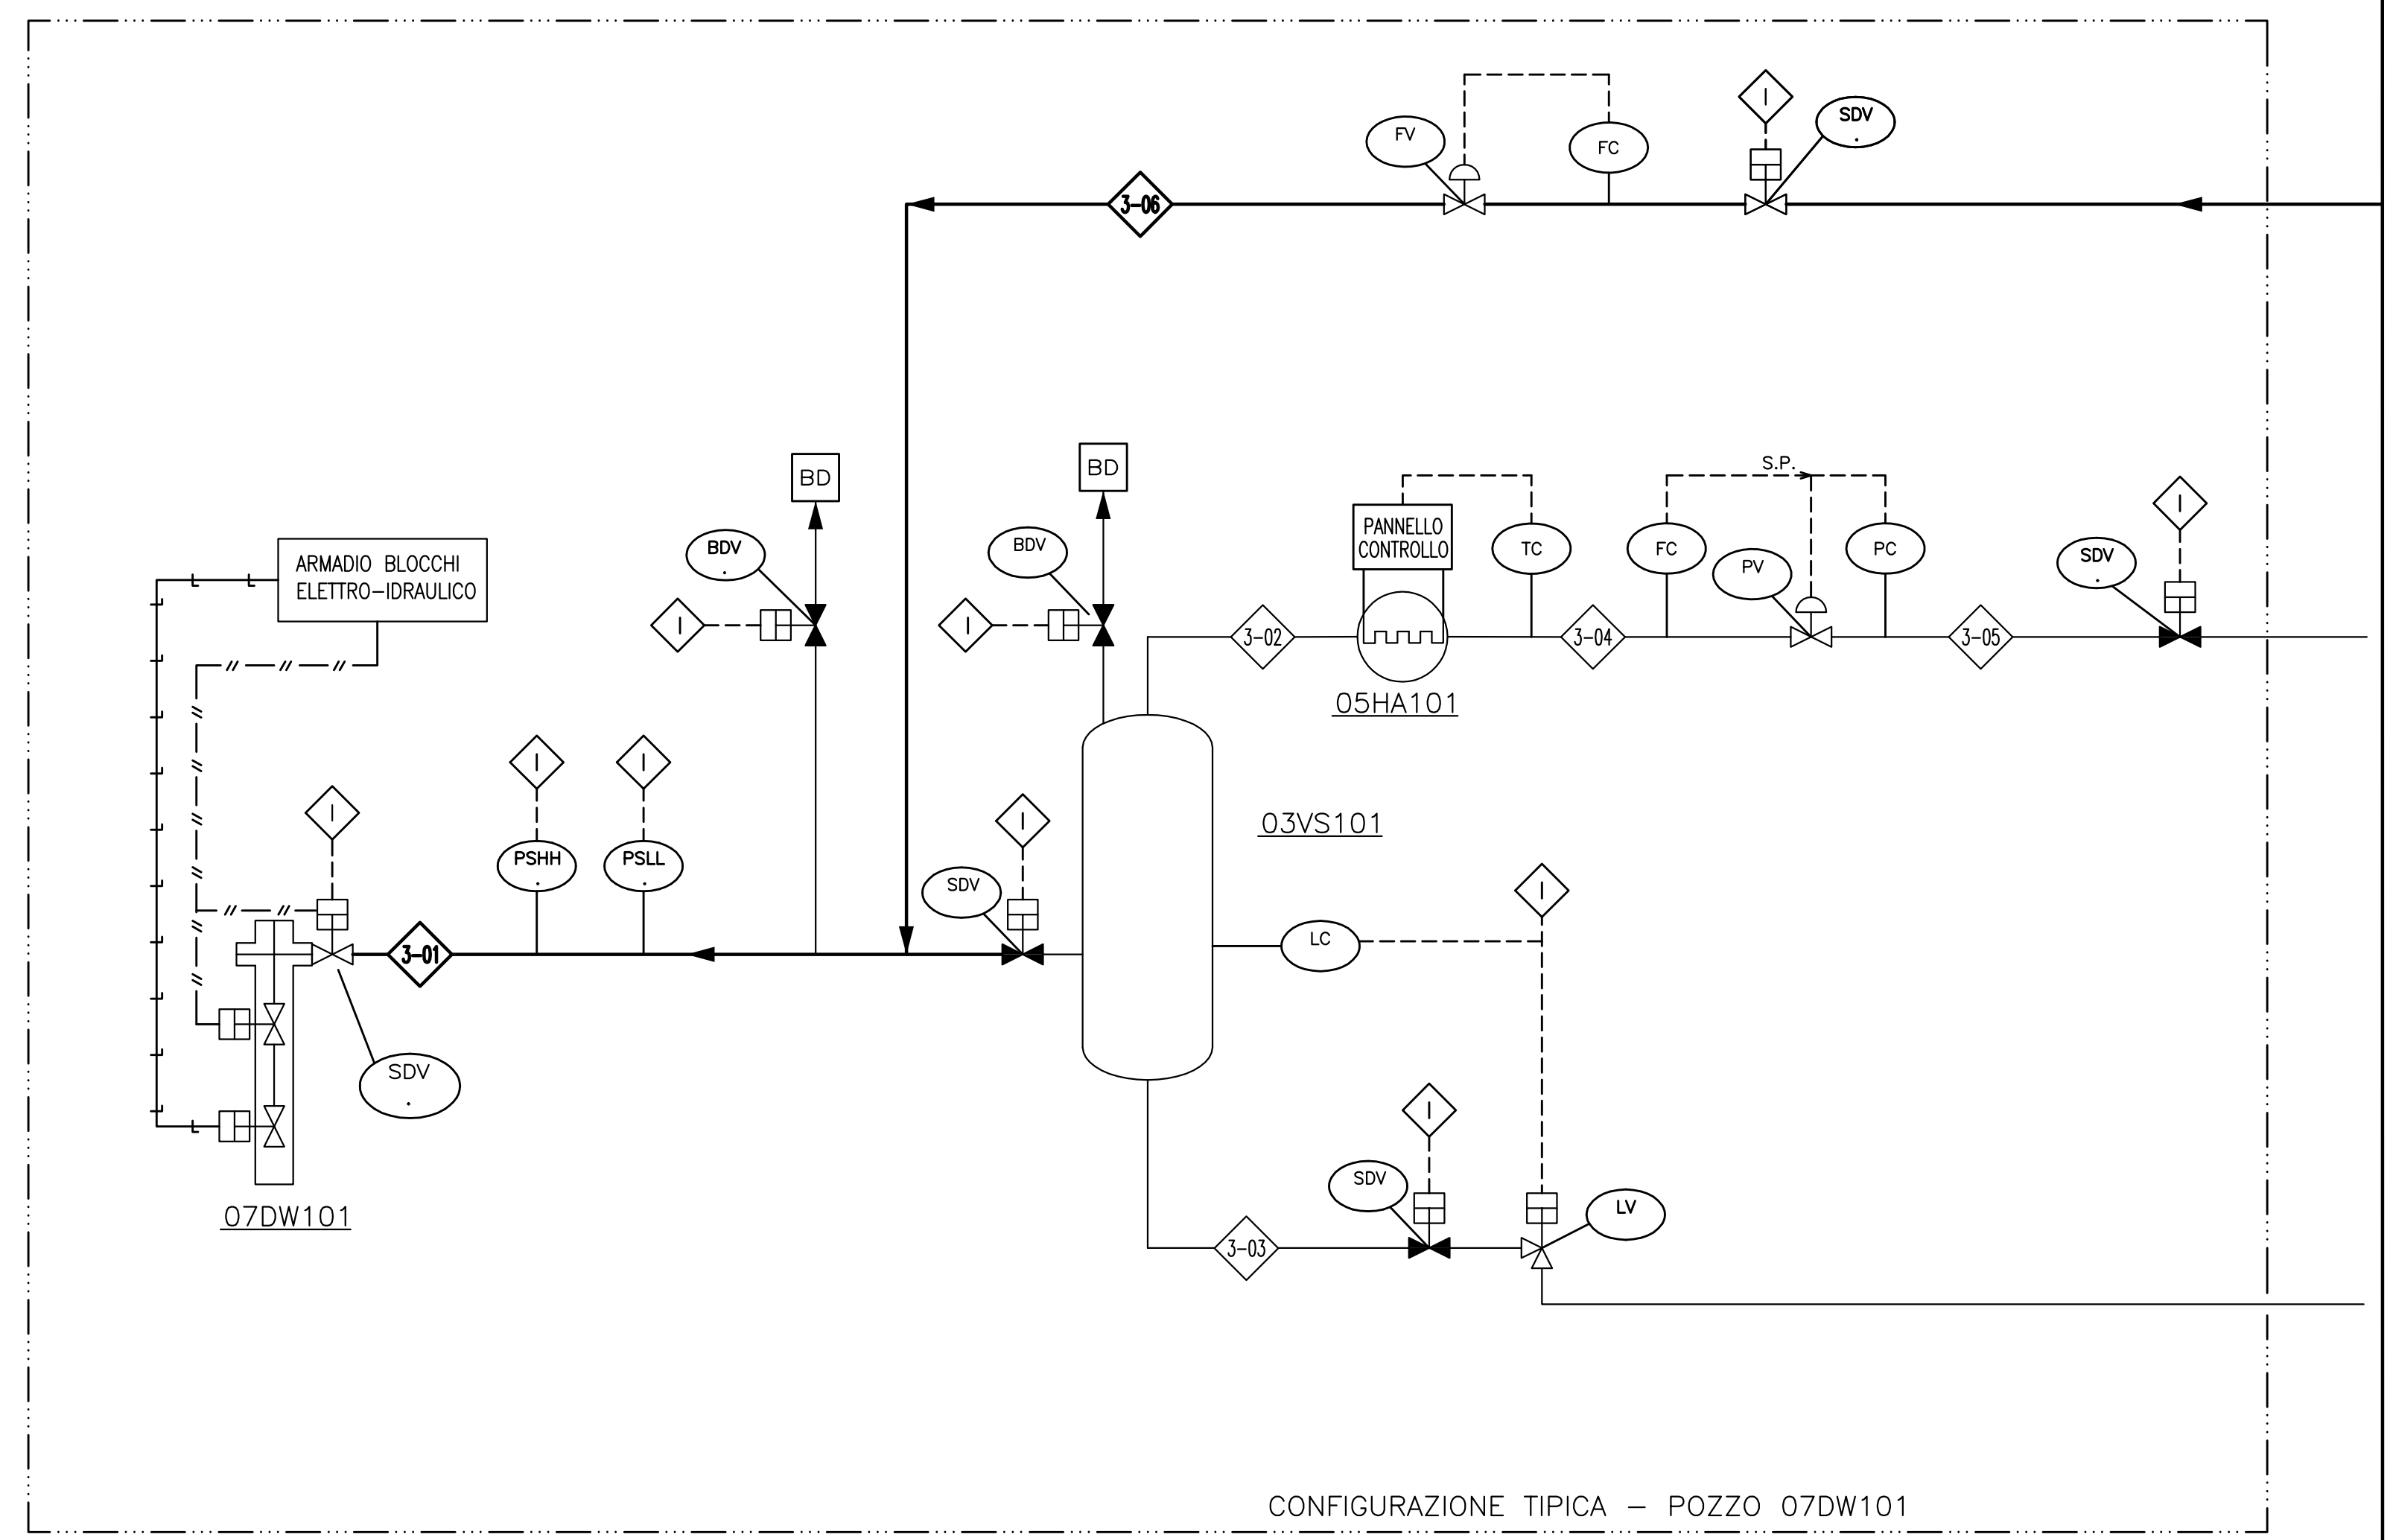 FV
FC
I
SDV
.
3-06
BD
BD
S.P.
I
BDV
.
BDV
PANNELLO
CONTROLLO
TC
FC
PV
PC
SDV
.
ARMADIO BLOCCHI
ELETTRO-IDRAULICO
I
I
3-02
3-04
3-05
05HA101
I
I
I
I
03VS101
PSHH
.
PSLL
.
SDV
I
3-01
LC
SDV
.
I
SDV
LV
07DW101
3-03
CONFIGURAZIONE TIPICA - POZZO 07DW101